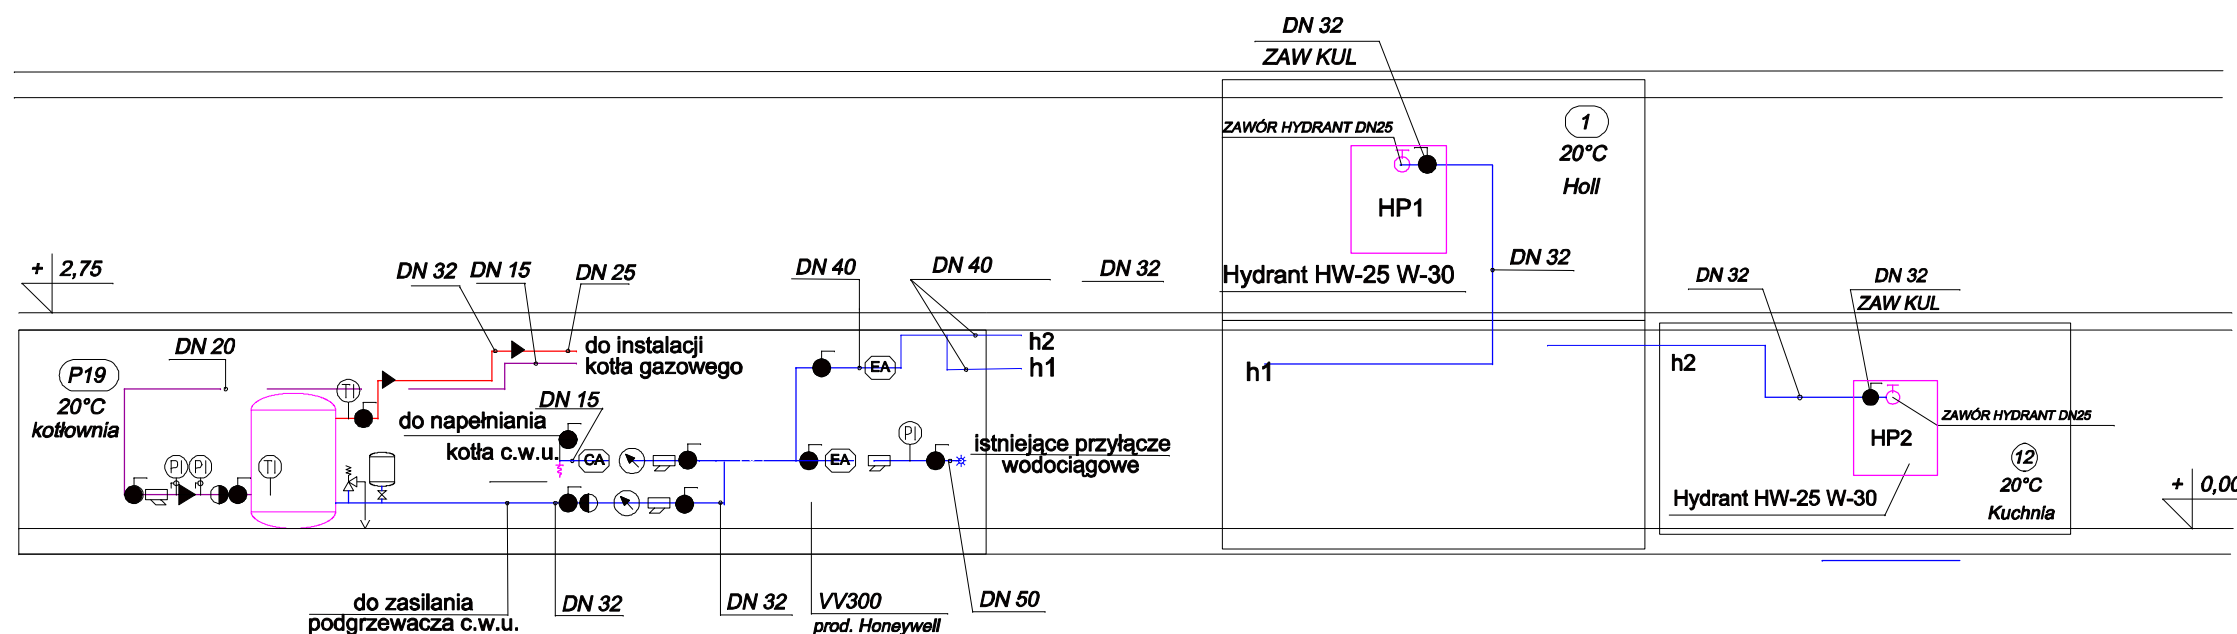 DN 32
ZAW KUL
ZAWÓR HYDRANT DN25
1
20°C
Holl
HP1
Hydrant HW-25 W-30
DN 32
+ 2,75
DN 32
DN 15
DN 25
DN 40
DN 40
DN 32
DN 32
DN 32
ZAW KUL
DN 20
P19
20°C
kotłownia
do instalacji
kotła gazowego
h2
h1
h1
h2
TI
EA
DN 15
do napełniania
kotła c.w.u.
CA
EA
PI
istniejące przyłącze
wodociągowe
ZAWÓR HYDRANT DN25
HP2
12
20°C
Kuchnia
Hydrant HW-25 W-30
+ 0,00
PI
PI
TI
do zasilania
podgrzewacza c.w.u.
DN 32
DN 32
VV300
prod. Honeywell
DN 50